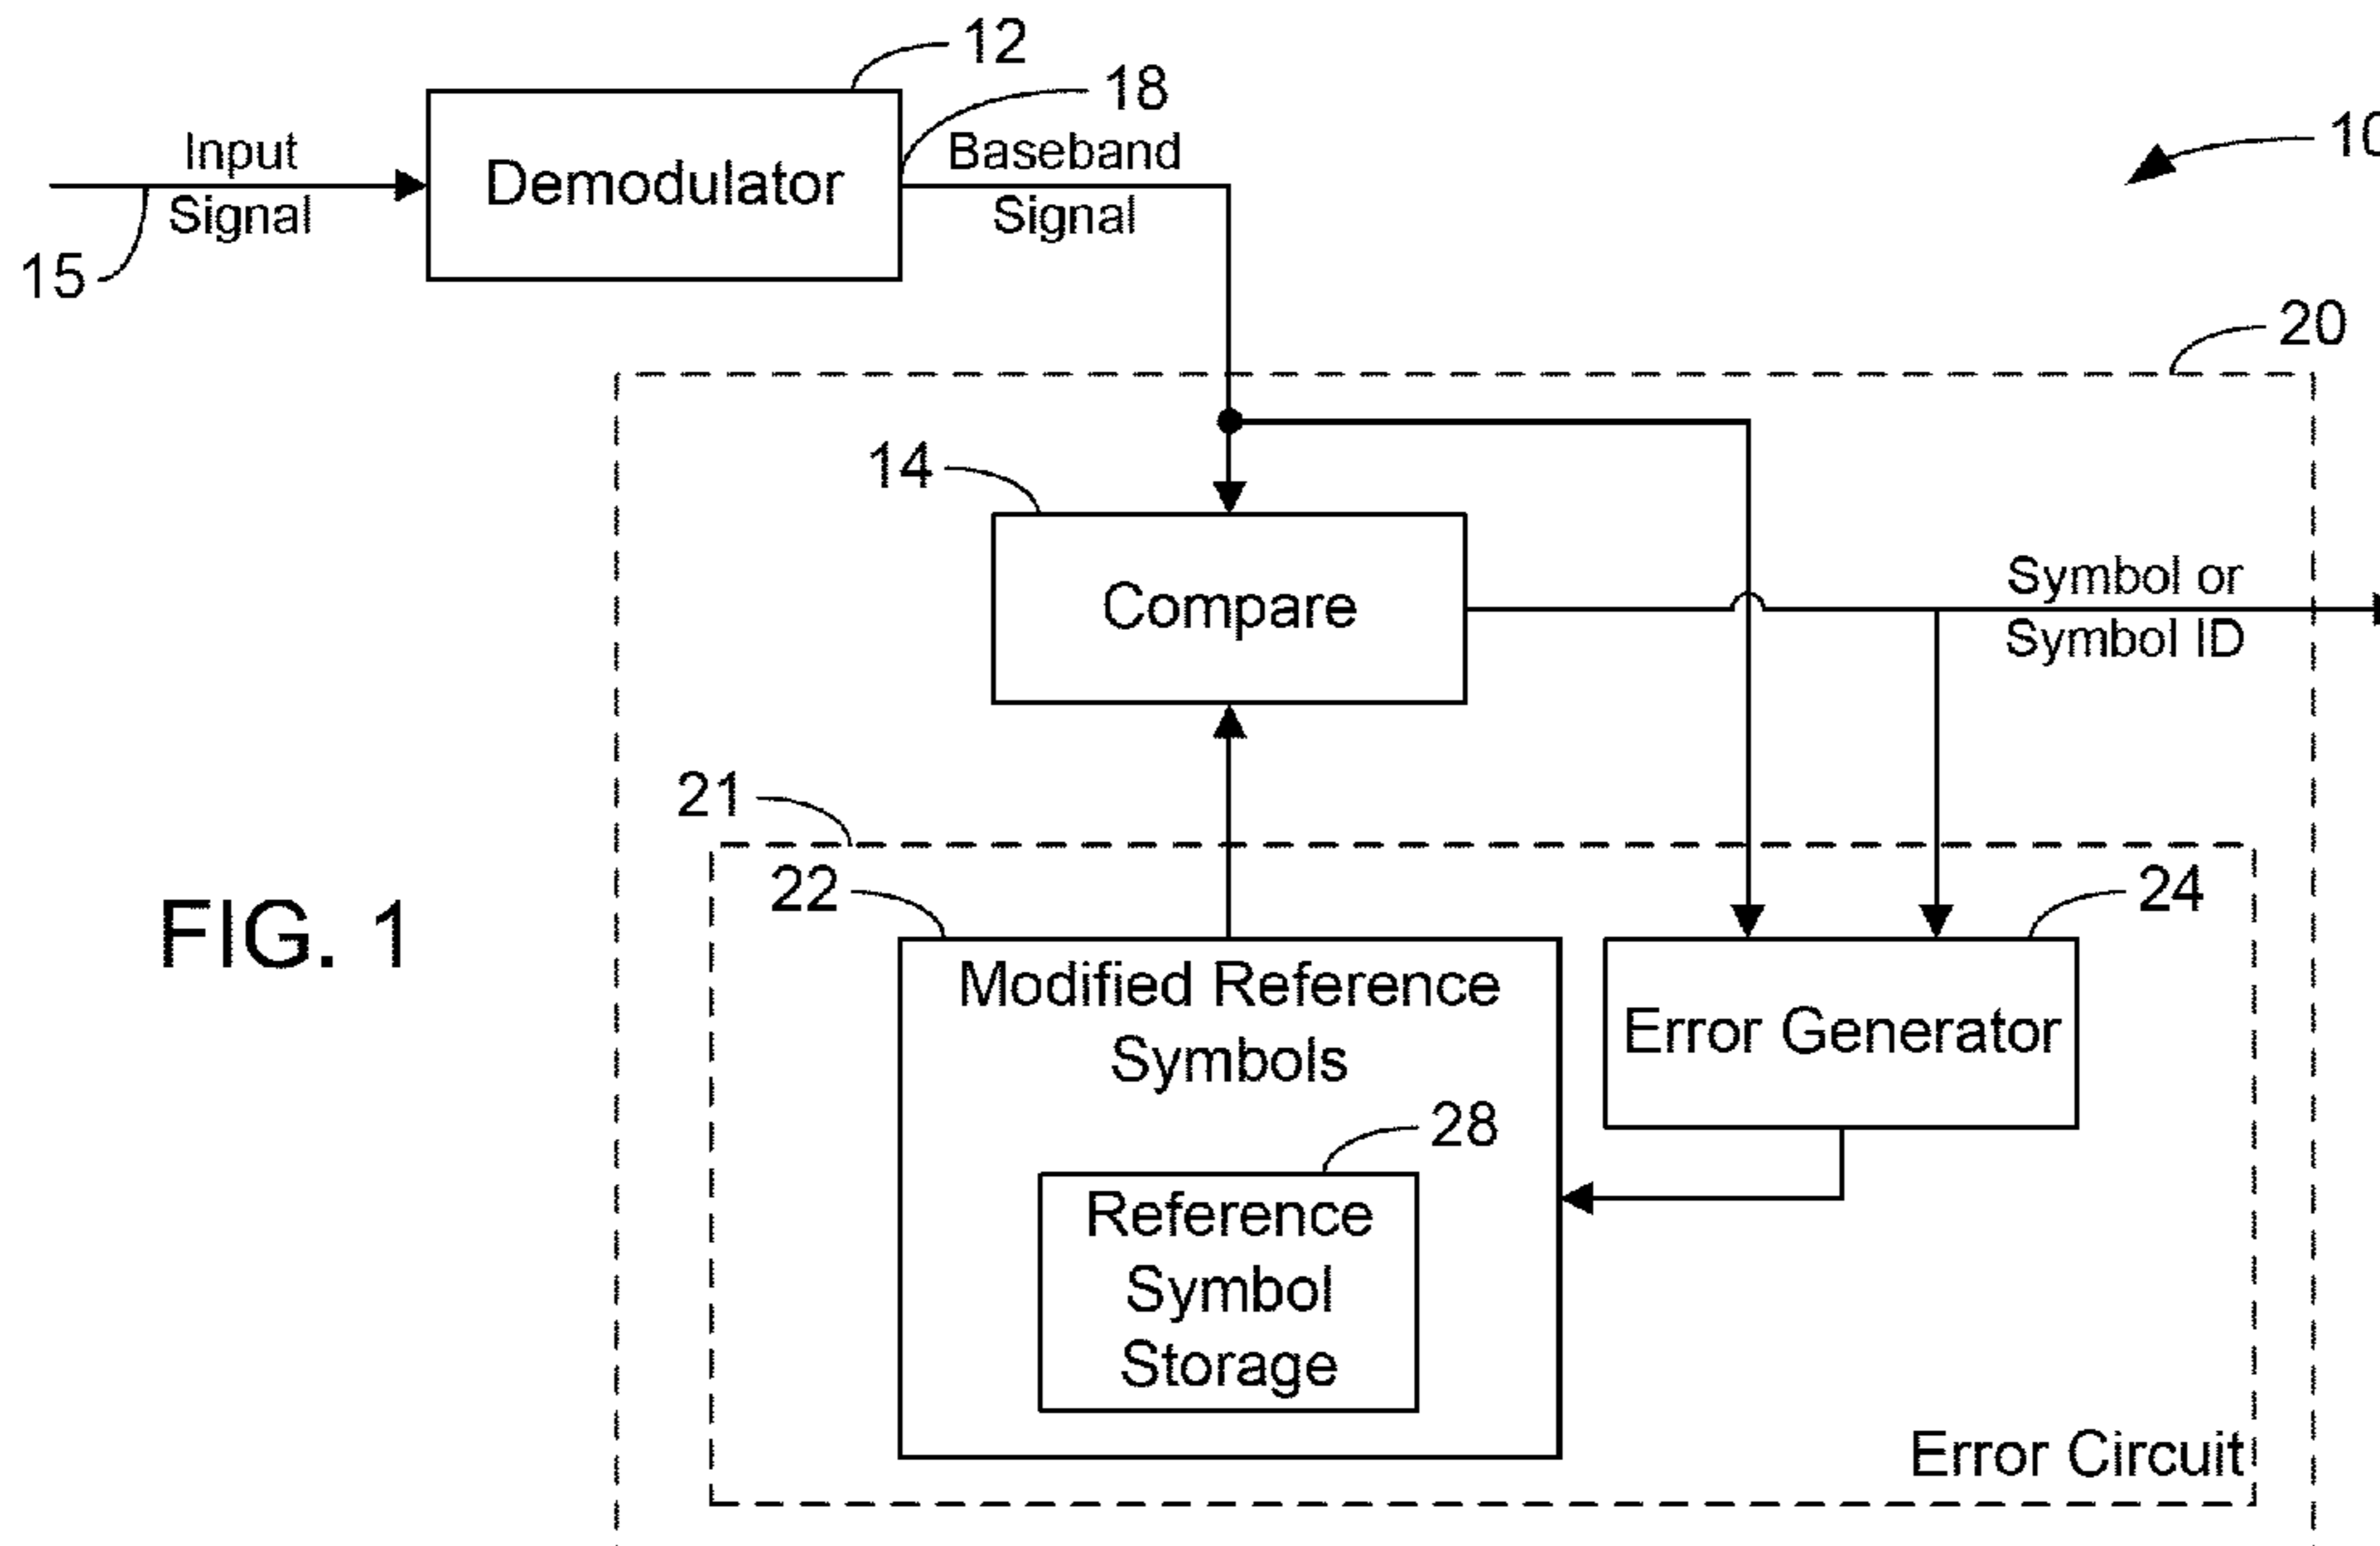 12
18
Input
Signal
15
Demodulator
Baseband
Signal
10
20
14
Compare
Symbol or
Symbol ID
21
22
24
FIG. 1
Modified Reference
Symbols
Error Generator
28
Reference
Symbol
Storage
Error Circuit